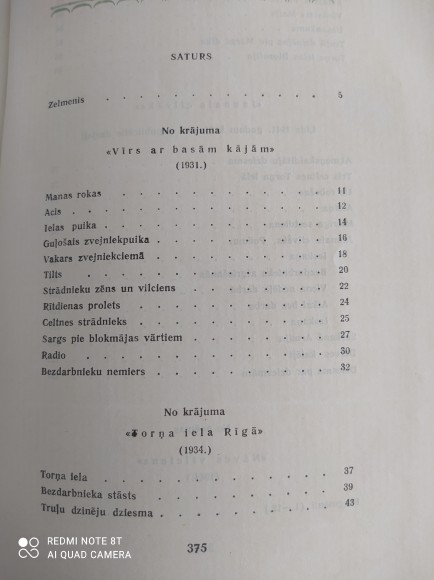 SATURS
Zelmenis . . . . . . . . . . . . 5
No krājuma
«Vīrs ar basām kājām»
(1931.)
Manas rokas . . . . . . . . . . 11
Acis . . . . . . . . . . . . 12
Ielas puika . . . . . . . . . . 14
Guļošais zvejniekpuika . . . . . . . 16
Vakars zvejniekciemā . . . . . . . 18
Tilts . . . . . . . . . . . . 20
Strādnieku zēns un vilciens . . . . . . 22
Rītdienas prolets . . . . . . . . . 24
Celtnes strādnieks . . . . . . . . 25
Sargs pie blokmājas vārtiem . . . . . . 27
Radio . . . . . . . . . . . 30
Bezdarbnieku nemiers . . . . . . . . 32
No krājuma
«Torņa iela Rīgā»
(1934.)
Torņa iela . . . . . . . . . . 37
Bezdarbnieka stāsts . . . . . . . . 39
Truļu dzinēju dziesma . . . . . . . . 43
375
REDMI NOTE 8T
AI QUAD CAMERA